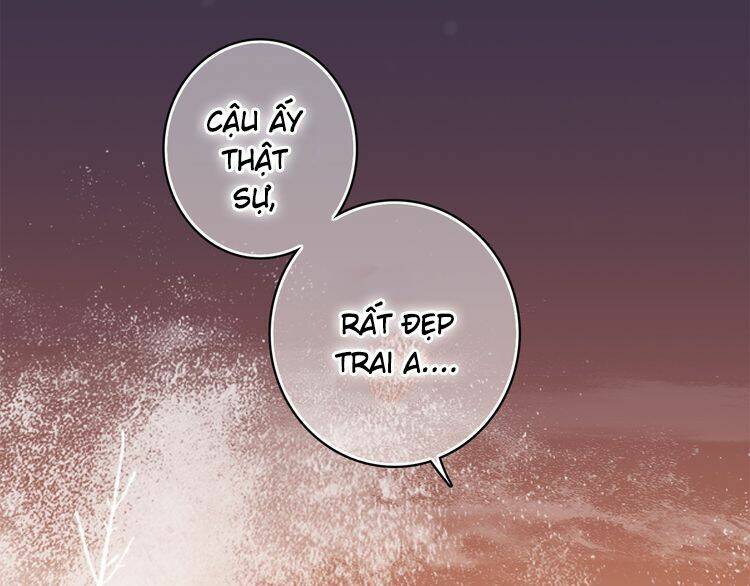 CẬU ẤY
THẬT
SỰ,
RẤT ĐẸP
TRAI A....